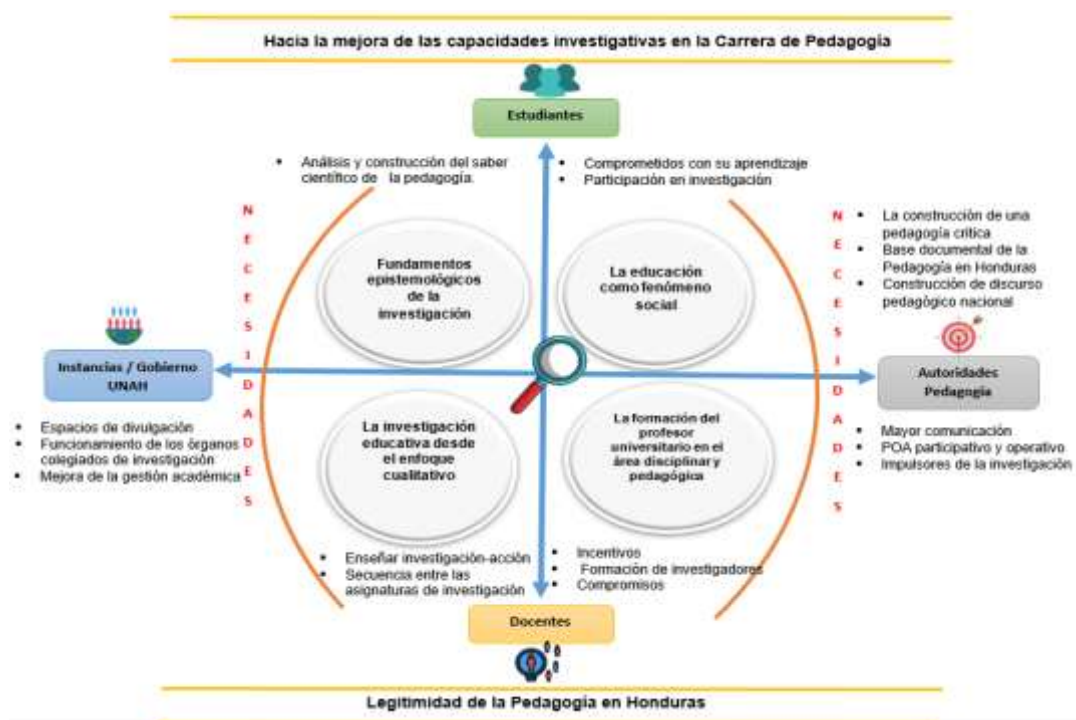 Hacia la mejora de las capacidades investigativas en la Carrera de Pedagogía
Estudiantes
▪ Análisis y construcción del saber
científico de la pedagogía.
▪ Comprometidos con su aprendizaje
▪ Participación en investigación
NECESIDADES
Fundamentos
epistemológicos
de la
investigación
La educación
como fenómeno
social
NECESIDADES
▪ La construcción de una
pedagogía crítica
▪ Base documental de la
Pedagogía en Honduras
▪ Construcción de discurso
pedagógico nacional
Instancias / Gobierno
UNAH
Autoridades
Pedagogía
▪ Espacios de divulgación
▪ Funcionamiento de los órganos
colegiados de investigación
▪ Mejora de la gestión académica
La investigación
educativa desde
el enfoque
cualitativo
La formación del
profesor
universitario en el
área disciplinar y
pedagógica
▪ Mayor comunicación
▪ POA participativo y operativo
▪ Impulsores de la investigación
▪ Enseñar investigación-acción
▪ Secuencia entre las
asignaturas de investigación
▪ Incentivos
▪ Formación de investigadores
▪ Compromisos
Docentes
Legitimidad de la Pedagogía en Honduras